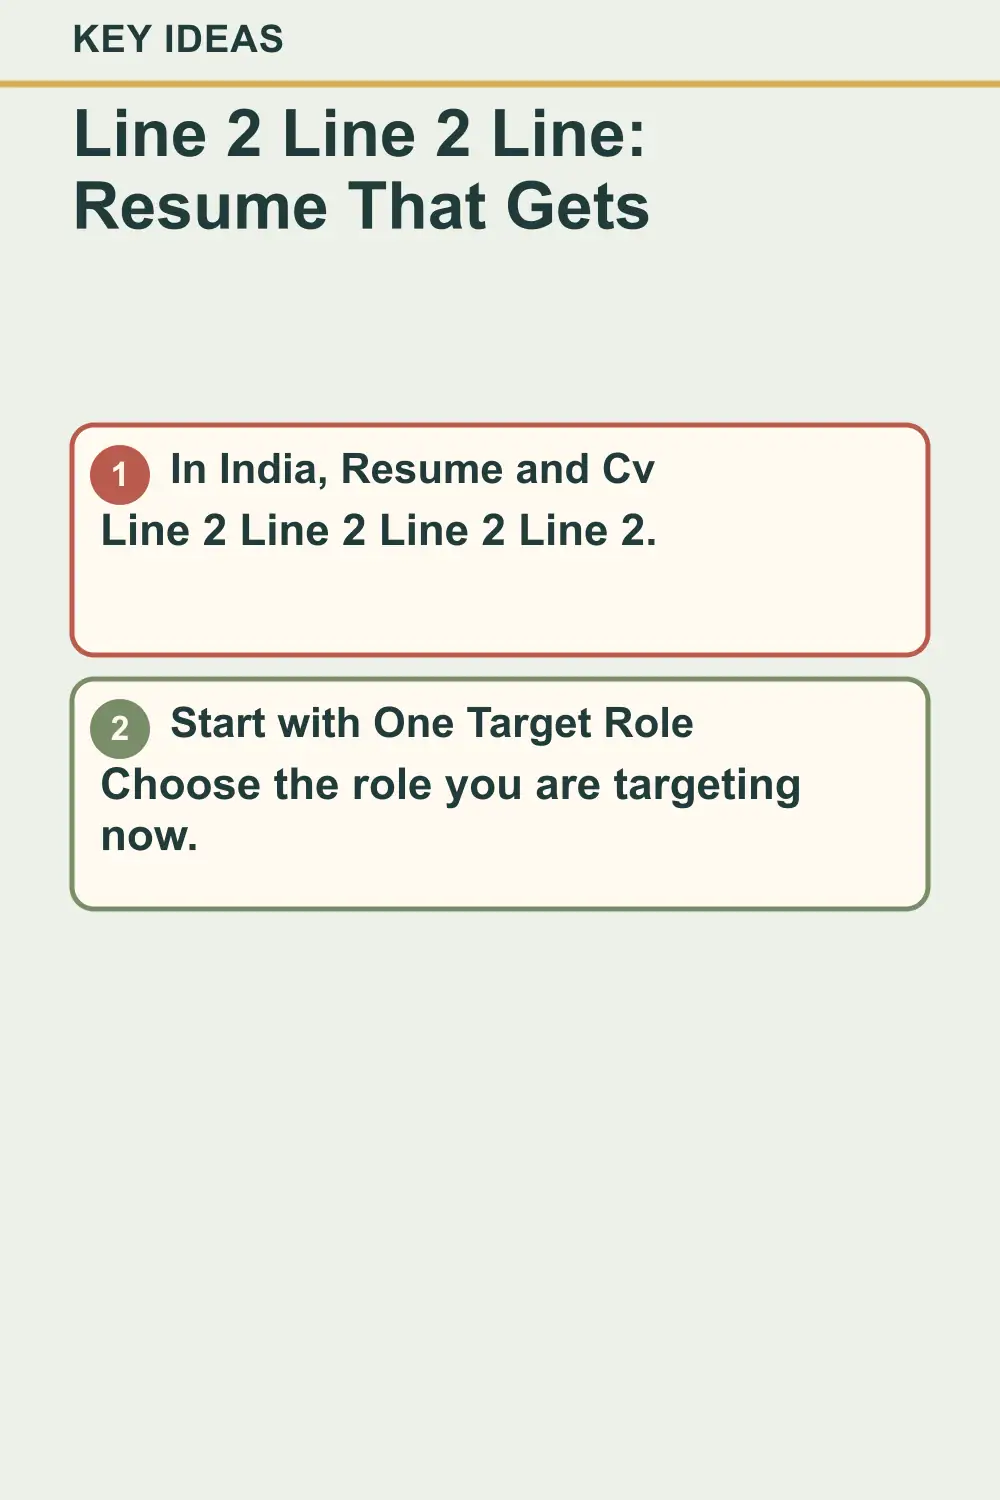 KEY IDEAS
Line 2 Line 2 Line:
Resume That Gets
1 In India, Resume and Cv
Line 2 Line 2 Line 2 Line 2.
2 Start with One Target Role
Choose the role you are targeting
now.